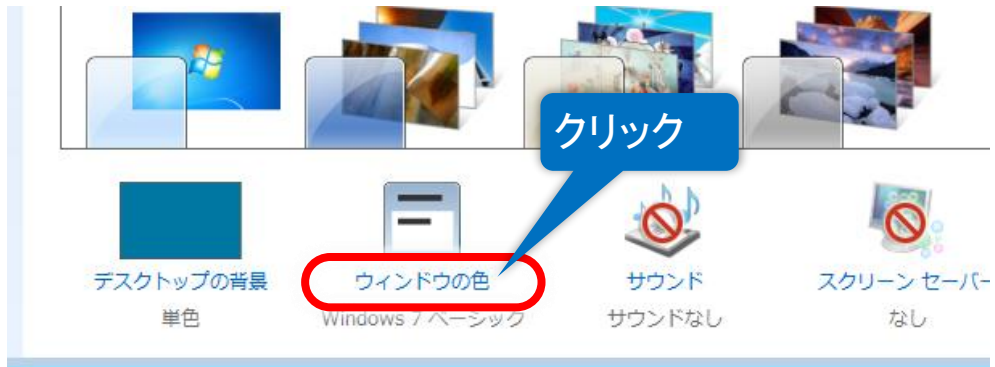 クリック
デスクトップの背景
単色
ウィンドウの色
Windows 7 ベーシック
サウンド
サウンドなし
スクリーン セーバー
なし